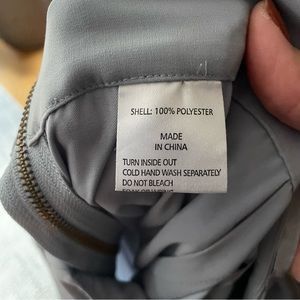 SHELL: 100% POLYESTER
MADE
IN CHINA
TURN INSIDE OUT
COLD HAND WASH SEPARATELY
DO NOT BLEACH